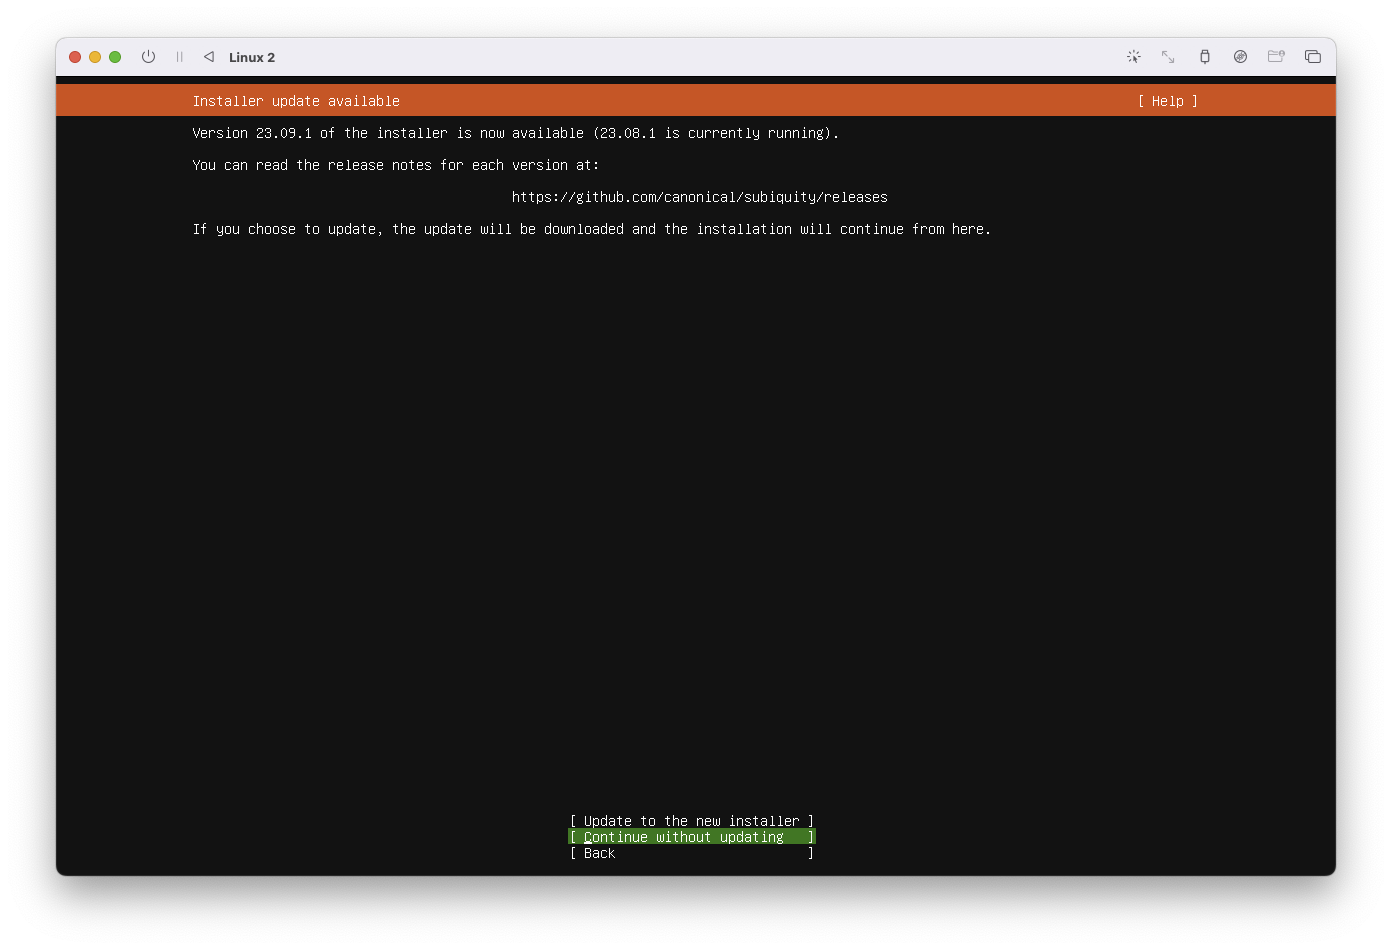 Linux 2
Installer update available [ Help ]
Version 23.09.1 of the installer is now available (23.08.1 is currently running).
You can read the release notes for each version at:
https://github.com/canonical/subiquity/releases
If you choose to update, the update will be downloaded and the installation will continue from here.
[ Update to the new installer ]
[ Continue without updating ]
[ Back ]